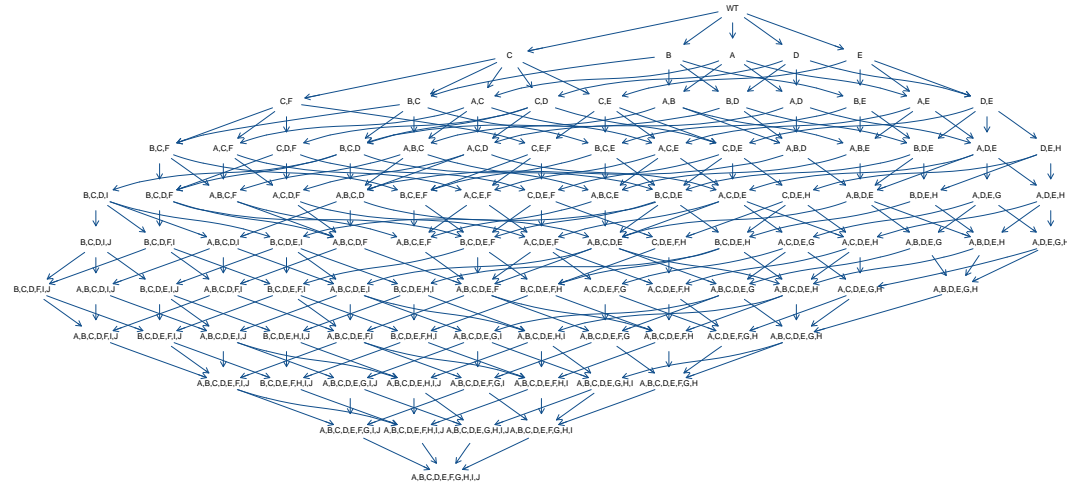 WT
C B A D E
C,F B,C A,C C,D C,E A,B B,D A,D B,E A,E D,E
B,C,F A,C,F C,D,F B,C,D A,B,C A,C,D C,E,F B,C,E A,C,E C,D,E A,B,D A,B,E B,D,E A,D,E D,E,H
B,C,D,I B,C,D,F A,B,C,F A,C,D,F A,B,C,D B,C,E,F A,C,E,F C,D,E,F A,B,C,E B,C,D,E A,C,D,E C,D,E,H A,B,D,E B,D,E,H A,D,E,G A,D,E,H
B,C,D,I,J B,C,D,F,I A,B,C,D,I B,C,D,E,I A,B,C,D,F A,B,C,E,F B,C,D,E,F A,C,D,E,F A,B,C,D,E C,D,E,F,H B,C,D,E,H A,C,D,E,G A,C,D,E,H A,B,D,E,G A,B,D,E,H A,D,E,G,H
B,C,D,F,I,J A,B,C,D,I,J B,C,D,E,I,J A,B,C,D,F,I B,C,D,E,F,I A,B,C,D,E,I B,C,D,E,H,I A,B,C,D,E,F B,C,D,E,F,H A,C,D,E,F,G A,C,D,E,F,H A,B,C,D,E,G A,B,C,D,E,H A,C,D,E,G,H A,B,D,E,G,H
A,B,C,D,F,I,J B,C,D,E,F,I,J A,B,C,D,E,I,J B,C,D,E,H,I,J A,B,C,D,E,F,I B,C,D,E,F,H,I A,B,C,D,E,G,I A,B,C,D,E,H,I A,B,C,D,E,F,G A,B,C,D,E,F,H A,C,D,E,F,G,H A,B,C,D,E,G,H
A,B,C,D,E,F,I,J B,C,D,E,F,H,I,J A,B,C,D,E,G,I,J A,B,C,D,E,H,I,J A,B,C,D,E,F,G,I A,B,C,D,E,F,H,I A,B,C,D,E,G,H,I A,B,C,D,E,F,G,H
A,B,C,D,E,F,G,I,J A,B,C,D,E,F,H,I,J A,B,C,D,E,G,H,I,J A,B,C,D,E,F,G,H,I
A,B,C,D,E,F,G,H,I,J